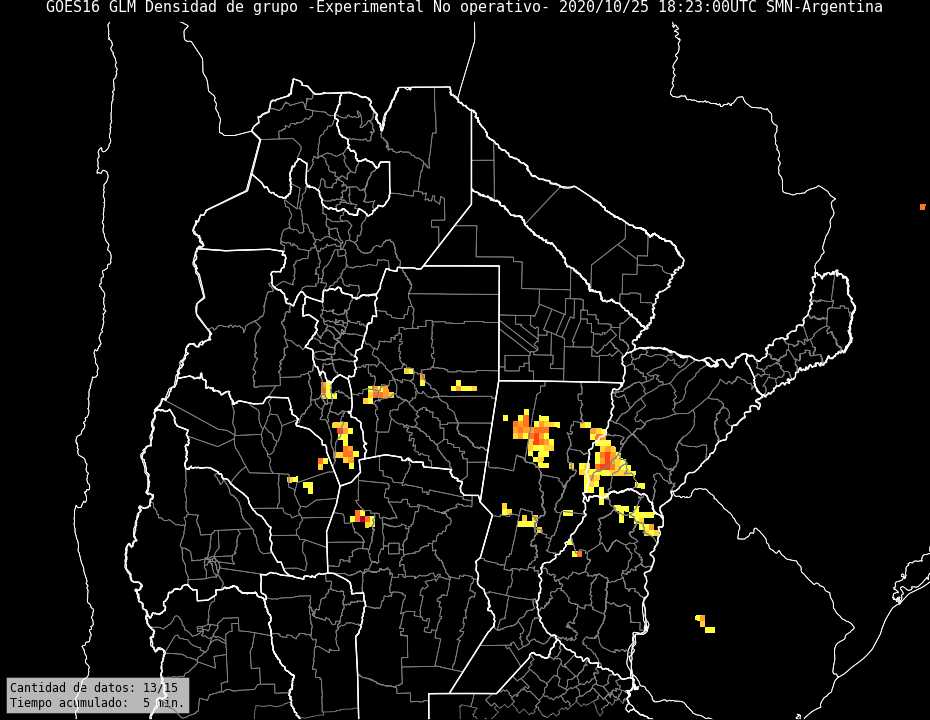 GOES16 GLM Densidad de grupo -Experimental No operativo- 2020/10/25 18:23:00UTC SMN-Argentina
Cantidad de datos: 13/15
Tiempo acumulado:  5 min.